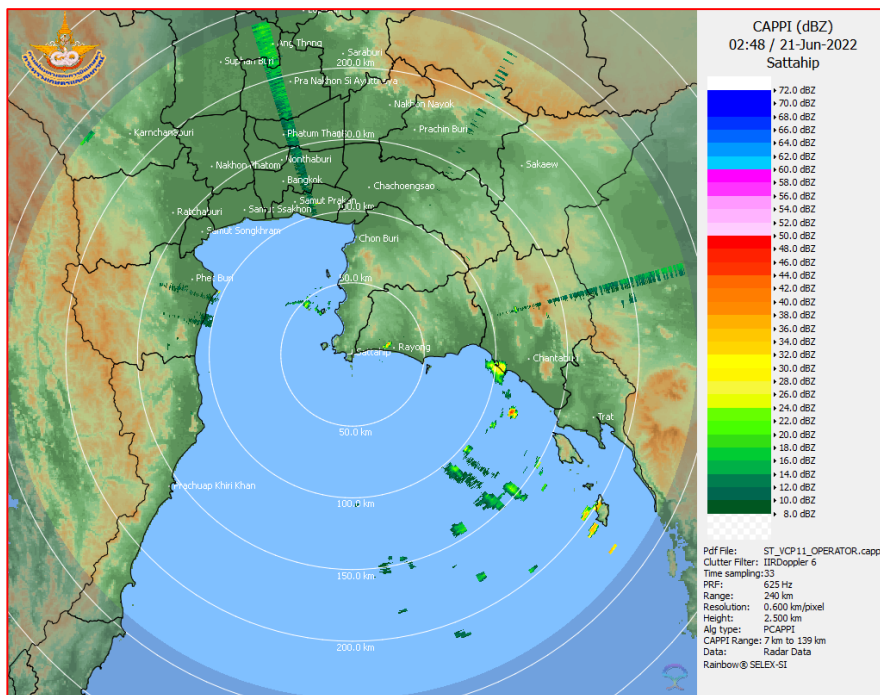 CAPPI (dBZ)
02:48 / 21-Jun-2022
Sattahip
72.0 dBZ
70.0 dBZ
68.0 dBZ
66.0 dBZ
64.0 dBZ
62.0 dBZ
60.0 dBZ
58.0 dBZ
56.0 dBZ
54.0 dBZ
52.0 dBZ
50.0 dBZ
48.0 dBZ
46.0 dBZ
44.0 dBZ
42.0 dBZ
40.0 dBZ
38.0 dBZ
36.0 dBZ
34.0 dBZ
32.0 dBZ
30.0 dBZ
28.0 dBZ
26.0 dBZ
24.0 dBZ
22.0 dBZ
20.0 dBZ
18.0 dBZ
16.0 dBZ
14.0 dBZ
12.0 dBZ
10.0 dBZ
8.0 dBZ
Pdf File: ST_VCP11_OPERATOR.capp
Clutter Filter: IIRDoppler 6
Time sampling:33
PRF: 625 Hz
Range: 240 km
Resolution: 0.600 km/pixel
Height: 2.500 km
Alg type: PCAPPI
CAPPI Range: 7 km to 139 km
Data: Radar Data
Rainbow® SELEX-SI
Ang Thong
Saraburi
Suphan Buri
200.0 km
Pra Nakhon Si Ayutthaya
Nakhon Nayok
Karnchanaburi
Phatum Thani
150.0 km
Prachin Buri
Nakhon Phatom
Nonthaburi
Sakaew
Bangkok
Chachoengsao
Ratchaburi
Samut Ssakhon
Samut Prakan
100.0 km
Samut Songkhram
Chon Buri
Phet Buri
50.0 km
Sattahip
Rayong
Chantaburi
Trat
50.0 km
Prachuap Khiri Khan
100.0 km
150.0 km
200.0 km